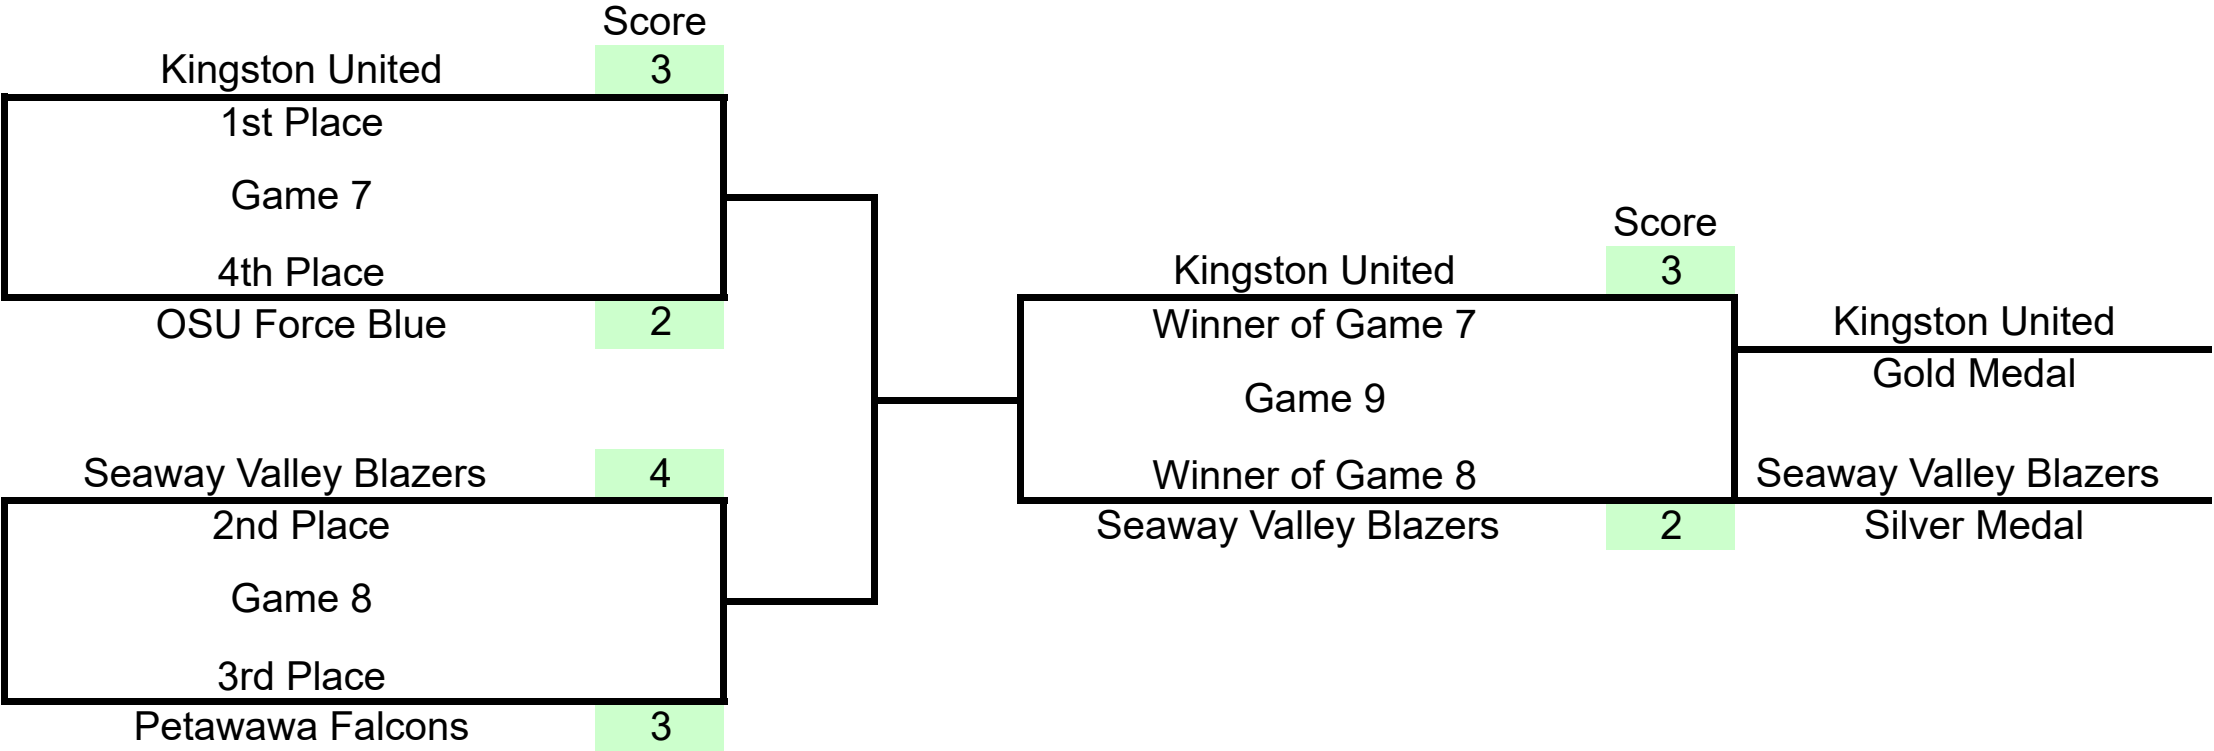 Score
Kingston United 3
1st Place
Game 7
4th Place
OSU Force Blue 2
Seaway Valley Blazers 4
2nd Place
Game 8
3rd Place
Petawawa Falcons 3
Score
Kingston United 3
Winner of Game 7
Game 9
Winner of Game 8
Seaway Valley Blazers 2
Kingston United
Gold Medal
Seaway Valley Blazers
Silver Medal